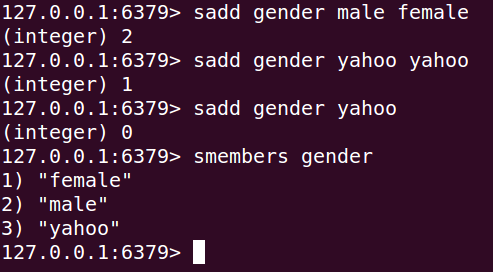 127.0.0.1:6379> sadd gender male female
(integer) 2
127.0.0.1:6379> sadd gender yahoo yahoo
(integer) 1
127.0.0.1:6379> sadd gender yahoo
(integer) 0
127.0.0.1:6379> smembers gender
1) "female"
2) "male"
3) "yahoo"
127.0.0.1:6379>